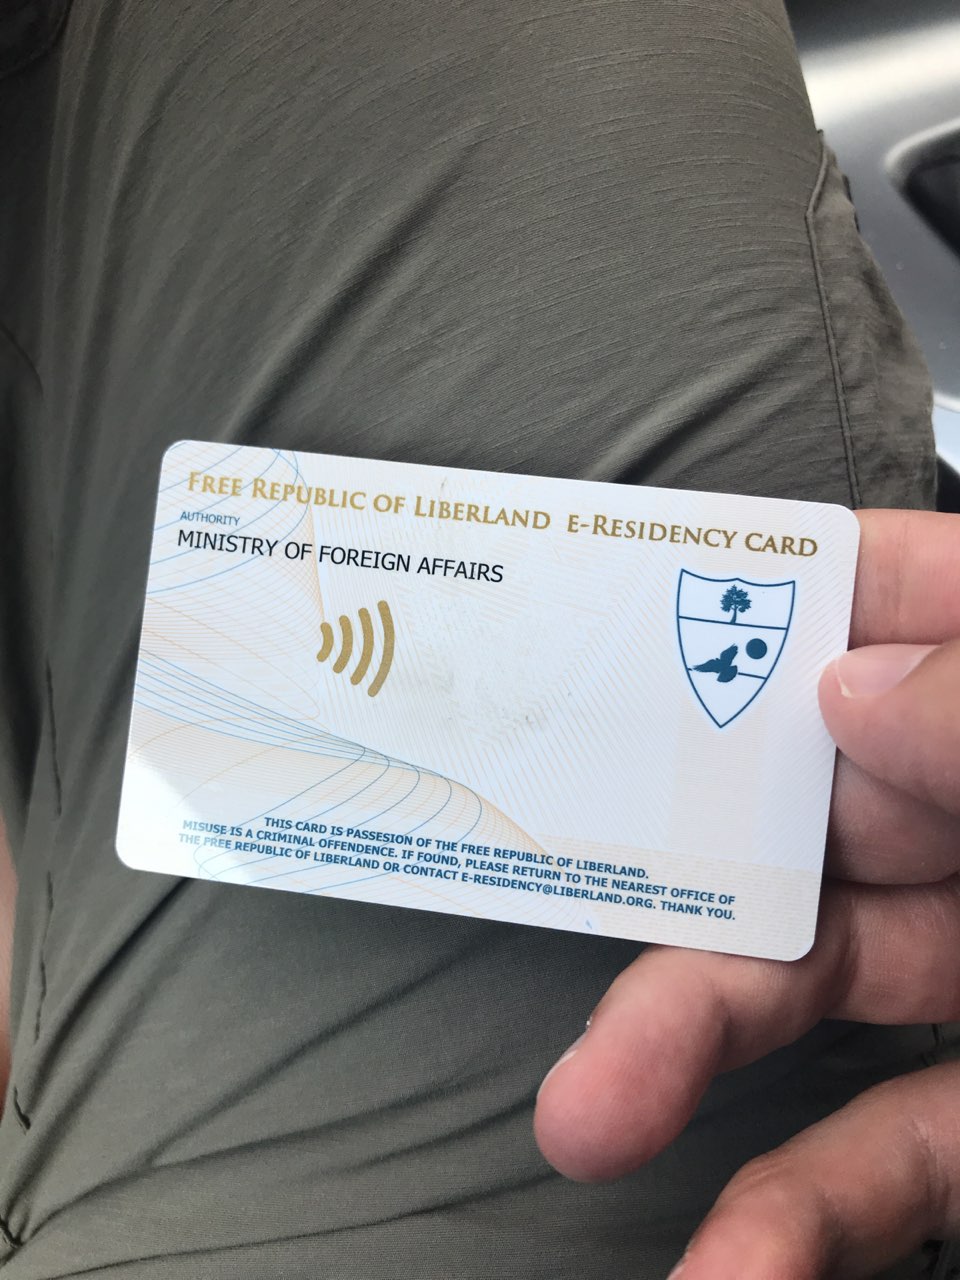 FREE REPUBLIC OF LIBERLAND E-RESIDENCY CARD
AUTHORITY
MINISTRY OF FOREIGN AFFAIRS
THIS CARD IS PASSESION OF THE FREE REPUBLIC OF LIBERLAND.
MISUSE IS A CRIMINAL OFFENDENCE. IF FOUND, PLEASE RETURN TO THE NEAREST OFFICE OF
THE FREE REPUBLIC OF LIBERLAND OR CONTACT E-RESIDENCY@LIBERLAND.ORG. THANK YOU.